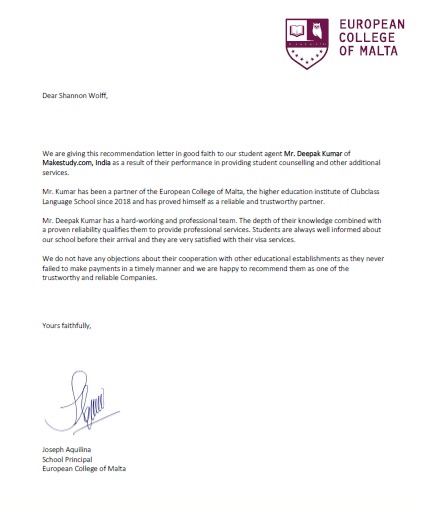 EUROPEAN
COLLEGE
OF MALTA
Dear Shannon Wolff,
We are giving this recommendation letter in good faith to our student agent Mr. Deepak Kumar of
Makestudy.com, India as a result of their performance in providing student counselling and other additional
services.
Mr. Kumar has been a partner of the European College of Malta, the higher education institute of Clubclass
Language School since 2018 and has proved himself as a reliable and trustworthy partner.
Mr. Deepak Kumar has a hard-working and professional team. The depth of their knowledge combined with
a proven reliability qualifies them to provide professional services. Students are always well informed about
our school before their arrival and they are very satisfied with their visa services.
We do not have any objections about their cooperation with other educational establishments as they never
failed to make payments in a timely manner and we are happy to recommend them as one of the
trustworthy and reliable Companies.
Yours faithfully,
Joseph Aquilina
School Principal
European College of Malta